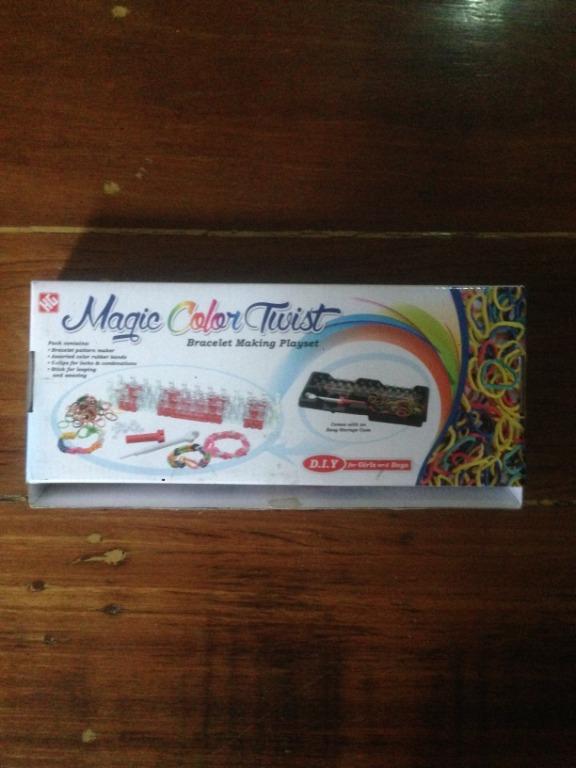 Magic Color Twist
Bracelet Making Playset
Pack contains:
• Bracelet pattern maker
• Assorted color rubber bands
• C-clips for locks & combinations
• Stick for looping
and weaving
Comes with an
Easy Storage Case
D.I.Y for Girls and Boys